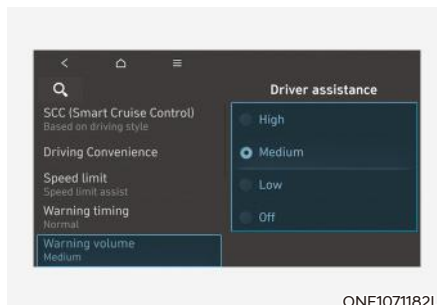 Driver assistance
SCC (Smart Cruise Control)
Based on driving style
Driving Convenience
Speed limit
Speed limit assist
Warning timing
Normal
Warning volume
Medium
High
Medium
Low
Off
ONE1071182L